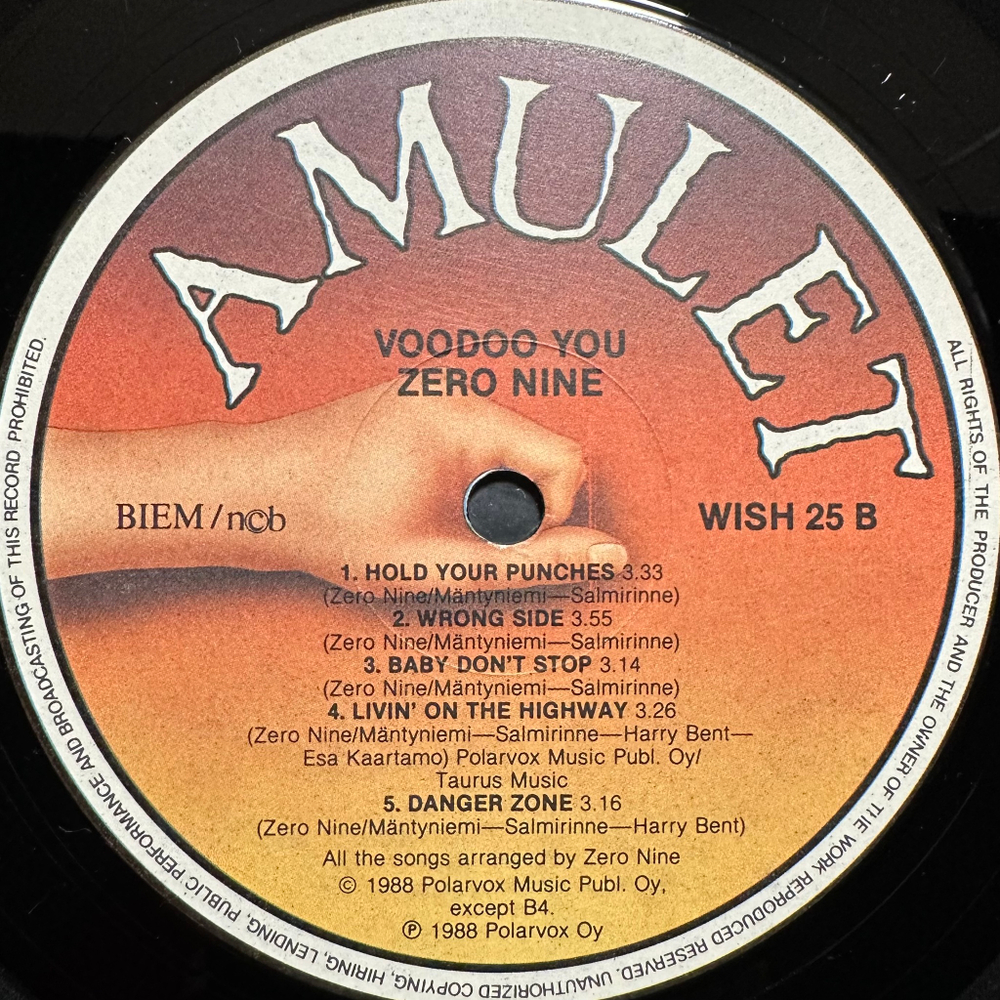 AMULET
VOODOO YOU
ZERO NINE
BIEM/ncb
WISH 25 B
1. HOLD YOUR PUNCHES 3.33
(Zero Nine/Mäntyniemi—Salmirinne)
2. WRONG SIDE 3.55
(Zero Nine/Mäntyniemi—Salmirinne)
3. BABY DON'T STOP 3.14
(Zero Nine/Mäntyniemi—Salmirinne)
4. LIVIN' ON THE HIGHWAY 3.26
(Zero Nine/Mäntyniemi—Salmirinne—Harry Bent—
Esa Kaartamo) Polarvox Music Publ. Oy/
Taurus Music
5. DANGER ZONE 3.16
(Zero Nine/Mäntyniemi—Salmirinne—Harry Bent)
All the songs arranged by Zero Nine
© 1988 Polarvox Music Publ. Oy,
except B4.
℗ 1988 Polarvox Oy
ALL RIGHTS OF THE PRODUCER AND THE OWNER OF THE WORK REPRODUCED RESERVED. UNAUTHORIZED COPYING, HIRING, LENDING, PUBLIC PERFORMANCE AND BROADCASTING OF THIS RECORD PROHIBITED.